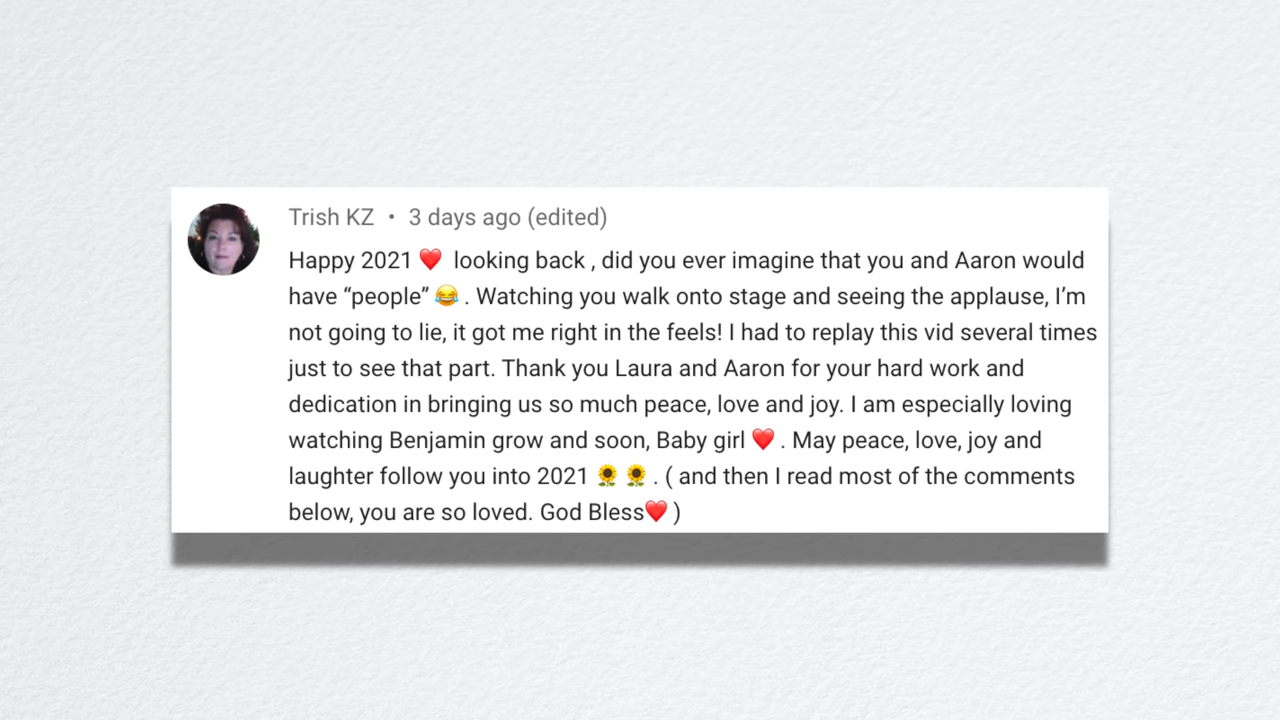 Trish KZ • 3 days ago (edited)
Happy 2021 ❤️ looking back , did you ever imagine that you and Aaron would
have “people” 😂 . Watching you walk onto stage and seeing the applause, I’m
not going to lie, it got me right in the feels! I had to replay this vid several times
just to see that part. Thank you Laura and Aaron for your hard work and
dedication in bringing us so much peace, love and joy. I am especially loving
watching Benjamin grow and soon, Baby girl ❤️ . May peace, love, joy and
laughter follow you into 2021 🌻 🌻 . ( and then I read most of the comments
below, you are so loved. God Bless❤️ )